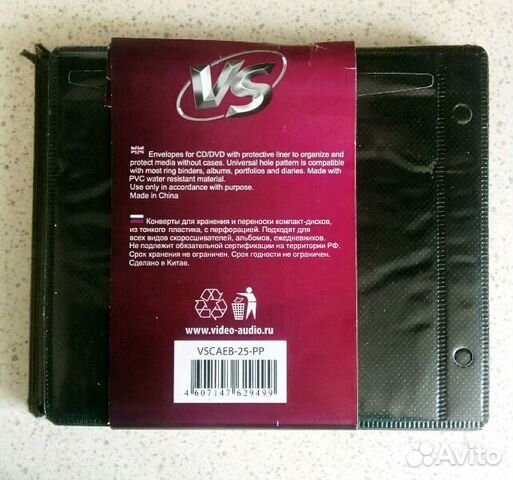 VS
Envelopes for CD/DVD with protective liner to organize and
protect media without cases. Universal hole pattern is compatible
with most ring binders, albums, portfolios and diaries. Made with
PVC water resistant material.
Use only in accordance with purpose.
Made in China
Конверты для хранения и переноски компакт-дисков,
из тонкого пластика, с перфорацией. Подходят для
всех видов скоросшивателей, альбомов, ежедневников.
Не подлежит обязательной сертификации на территории РФ.
Срок хранения не ограничен. Срок годности не ограничен.
Сделано в Китае.
www.video-audio.ru
VSCAEB-25-PP
4 607147 629499
Avito